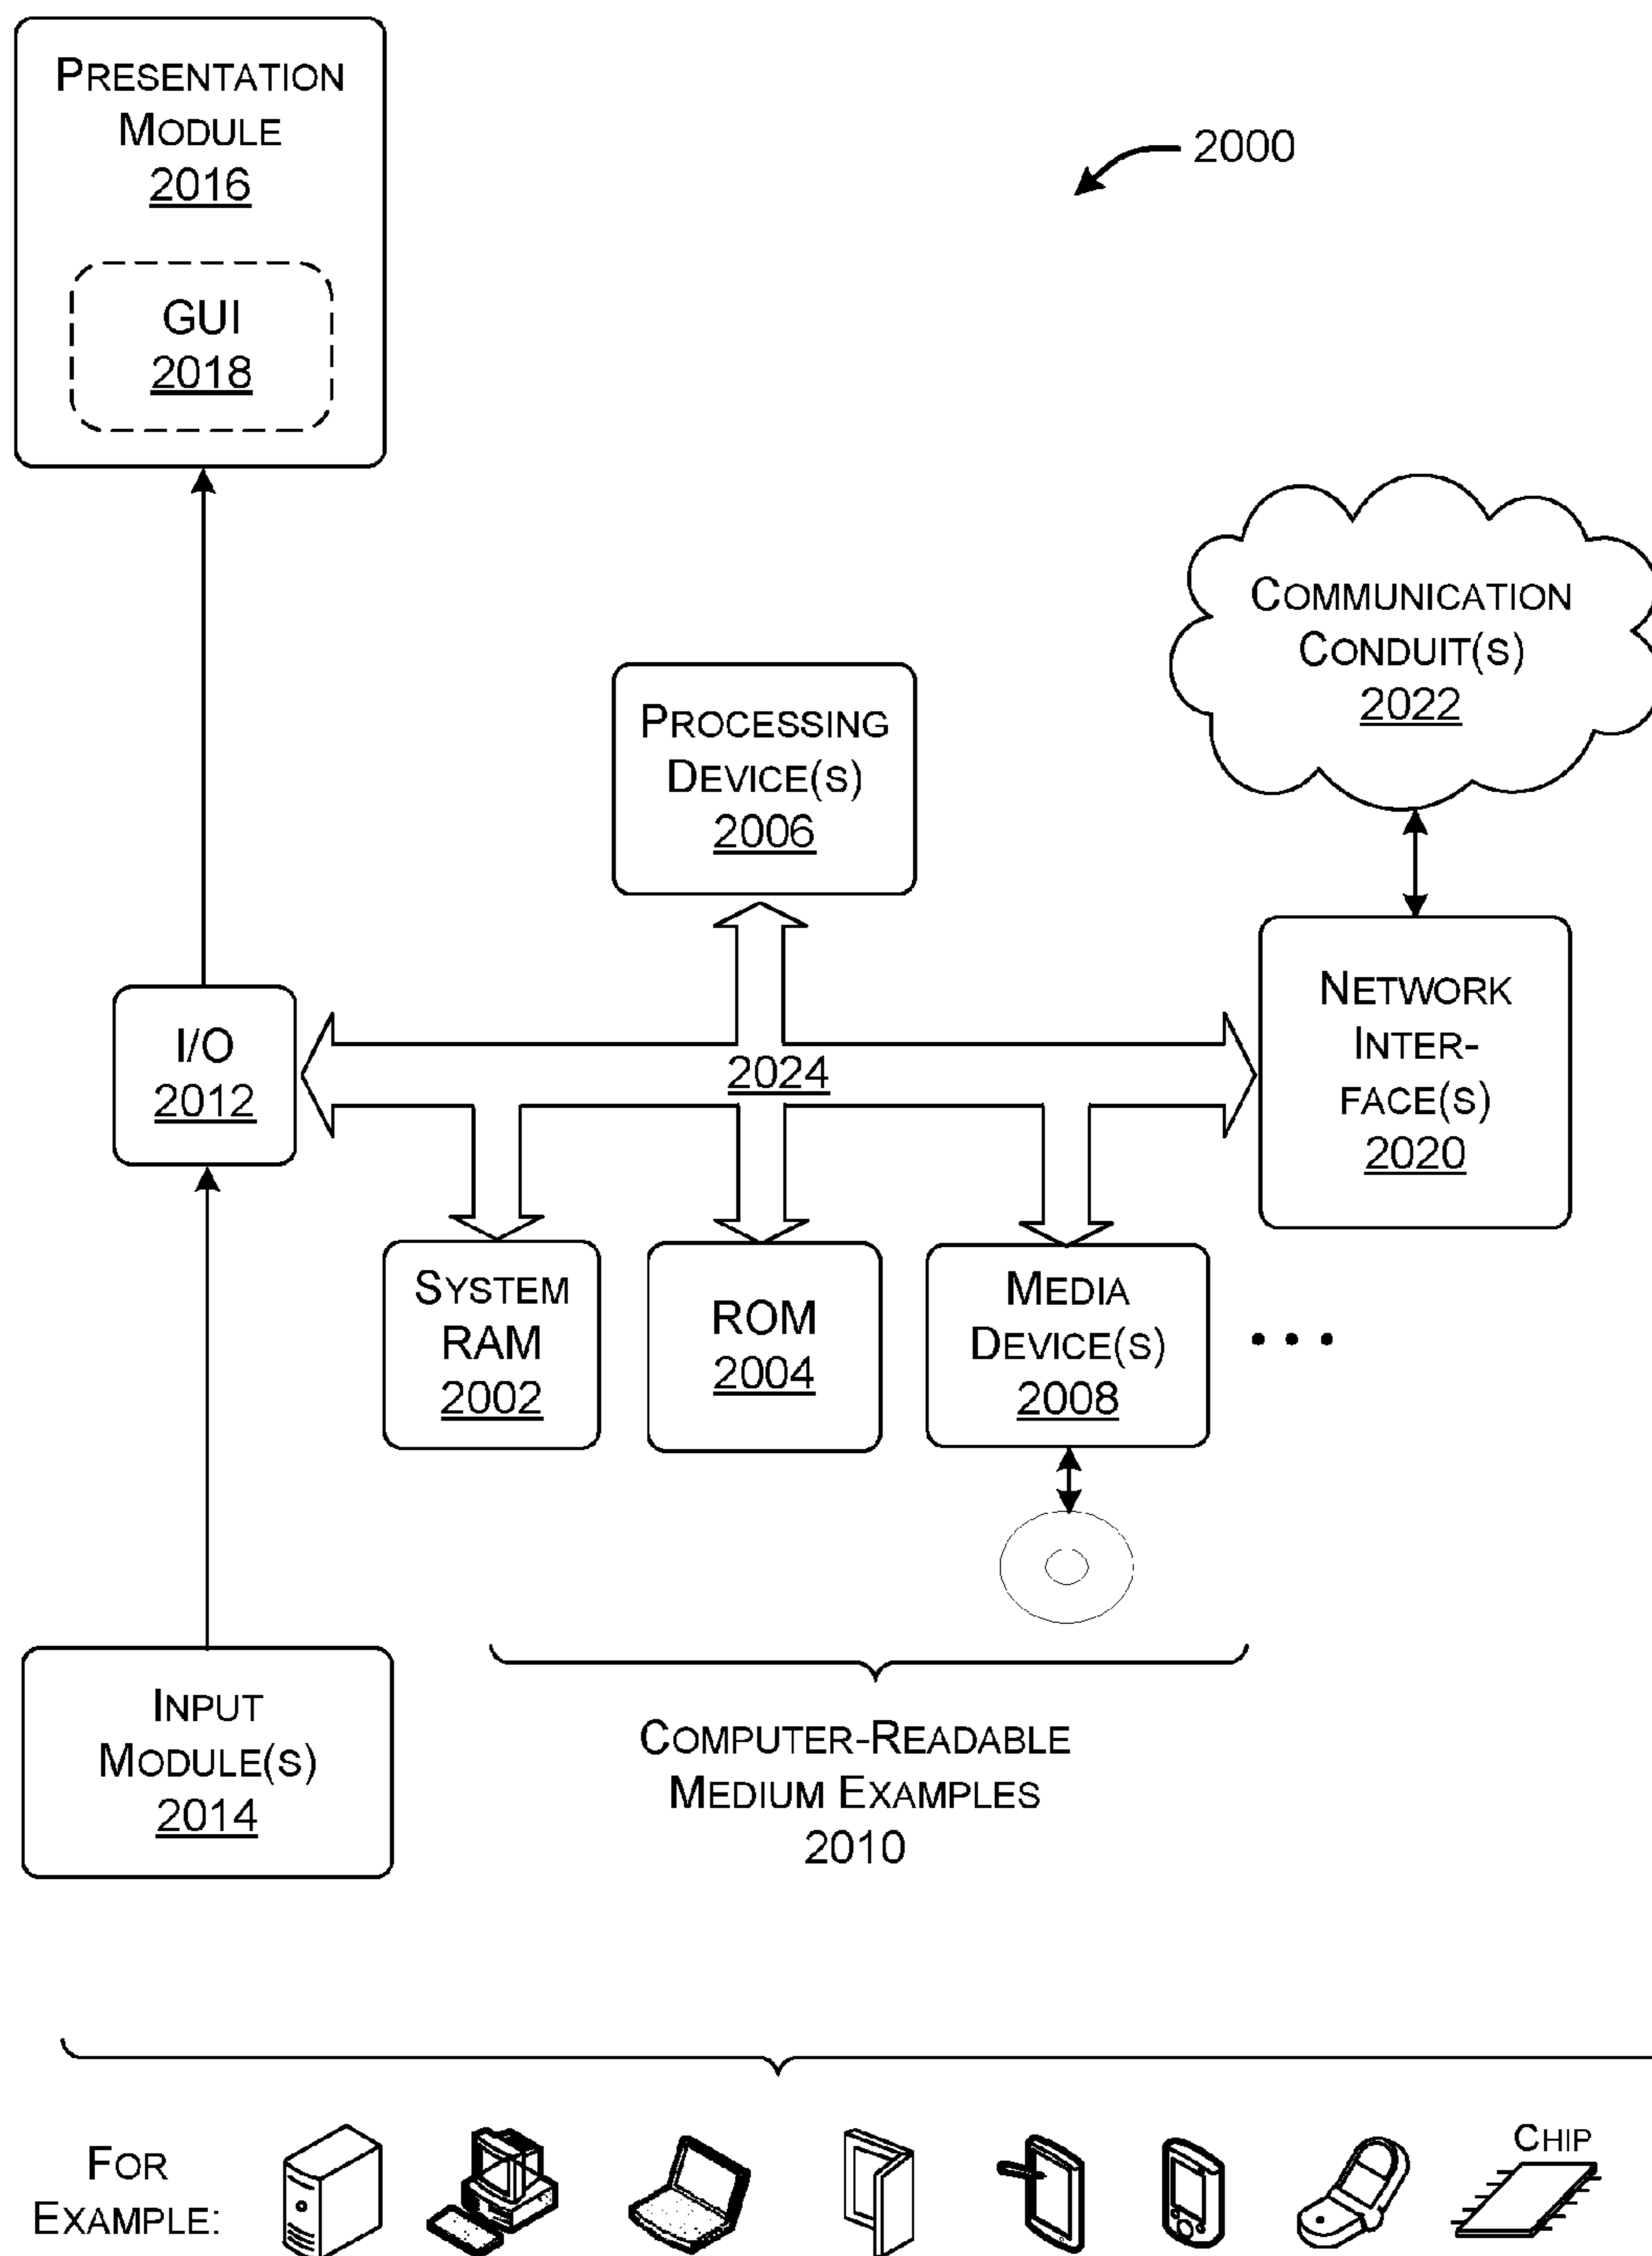 PRESENTATION
MODULE
2016
GUI
2018
2000
COMMUNICATION
CONDUIT(S)
2022
PROCESSING
DEVICE(S)
2006
NETWORK
INTER-
FACE(S)
2020
I/O
2012
2024
SYSTEM
RAM
2002
ROM
2004
MEDIA
DEVICE(S)
2008
• • •
INPUT
MODULE(S)
2014
COMPUTER-READABLE
MEDIUM EXAMPLES
2010
FOR
EXAMPLE:
CHIP